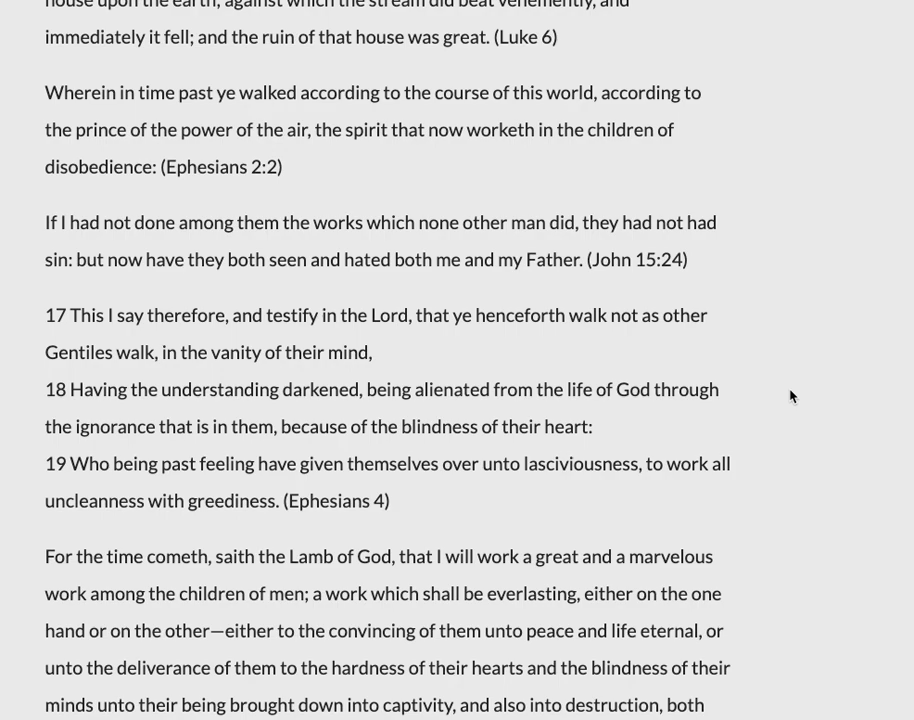 house upon the earth; against which the stream did beat vehemently, and
immediately it fell; and the ruin of that house was great. (Luke 6)
Wherein in time past ye walked according to the course of this world, according to
the prince of the power of the air, the spirit that now worketh in the children of
disobedience: (Ephesians 2:2)
If I had not done among them the works which none other man did, they had not had
sin: but now have they both seen and hated both me and my Father. (John 15:24)
17 This I say therefore, and testify in the Lord, that ye henceforth walk not as other
Gentiles walk, in the vanity of their mind,
18 Having the understanding darkened, being alienated from the life of God through
the ignorance that is in them, because of the blindness of their heart:
19 Who being past feeling have given themselves over unto lasciviousness, to work all
uncleanness with greediness. (Ephesians 4)
For the time cometh, saith the Lamb of God, that I will work a great and a marvelous
work among the children of men; a work which shall be everlasting, either on the one
hand or on the other—either to the convincing of them unto peace and life eternal, or
unto the deliverance of them to the hardness of their hearts and the blindness of their
minds unto their being brought down into captivity, and also into destruction, both